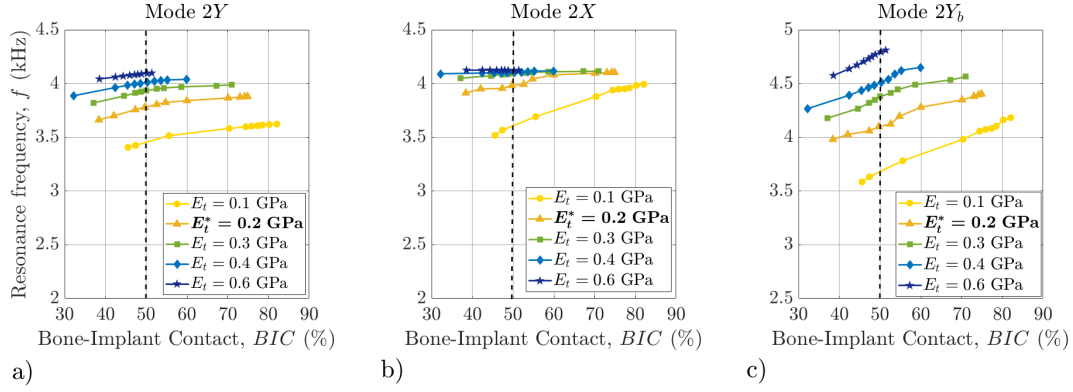 Mode 2Y
4.5
4
3.5
3
2.5
2
Resonance frequency, f (kHz)
E_t = 0.1 GPa
E_t^* = 0.2 GPa
E_t = 0.3 GPa
E_t = 0.4 GPa
E_t = 0.6 GPa
30 40 50 60 70 80 90
Bone-Implant Contact, BIC (%)
a)
Mode 2X
4.5
4
3.5
3
2.5
2
E_t = 0.1 GPa
E_t^* = 0.2 GPa
E_t = 0.3 GPa
E_t = 0.4 GPa
E_t = 0.6 GPa
30 40 50 60 70 80 90
Bone-Implant Contact, BIC (%)
b)
Mode 2Y_b
5
4.5
4
3.5
3
2.5
E_t = 0.1 GPa
E_t^* = 0.2 GPa
E_t = 0.3 GPa
E_t = 0.4 GPa
E_t = 0.6 GPa
30 40 50 60 70 80 90
Bone-Implant Contact, BIC (%)
c)